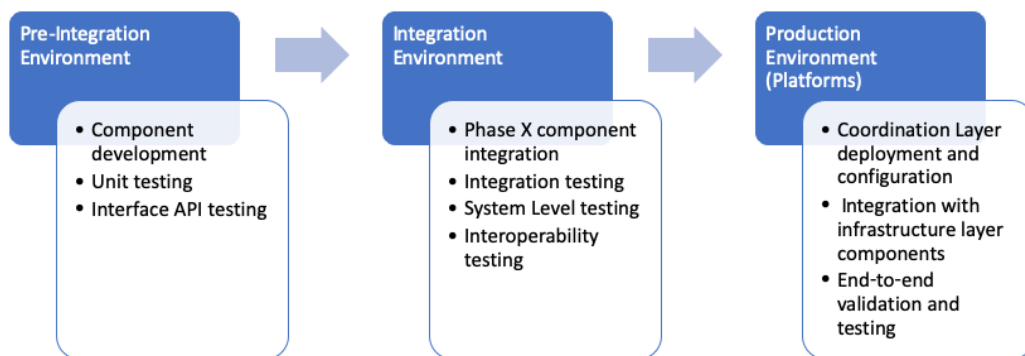 Pre-Integration
Environment
• Component
development
• Unit testing
• Interface API testing
Integration
Environment
• Phase X component
integration
• Integration testing
• System Level testing
• Interoperability
testing
Production
Environment
(Platforms)
• Coordination Layer
deployment and
configuration
• Integration with
infrastructure layer
components
• End-to-end
validation and
testing